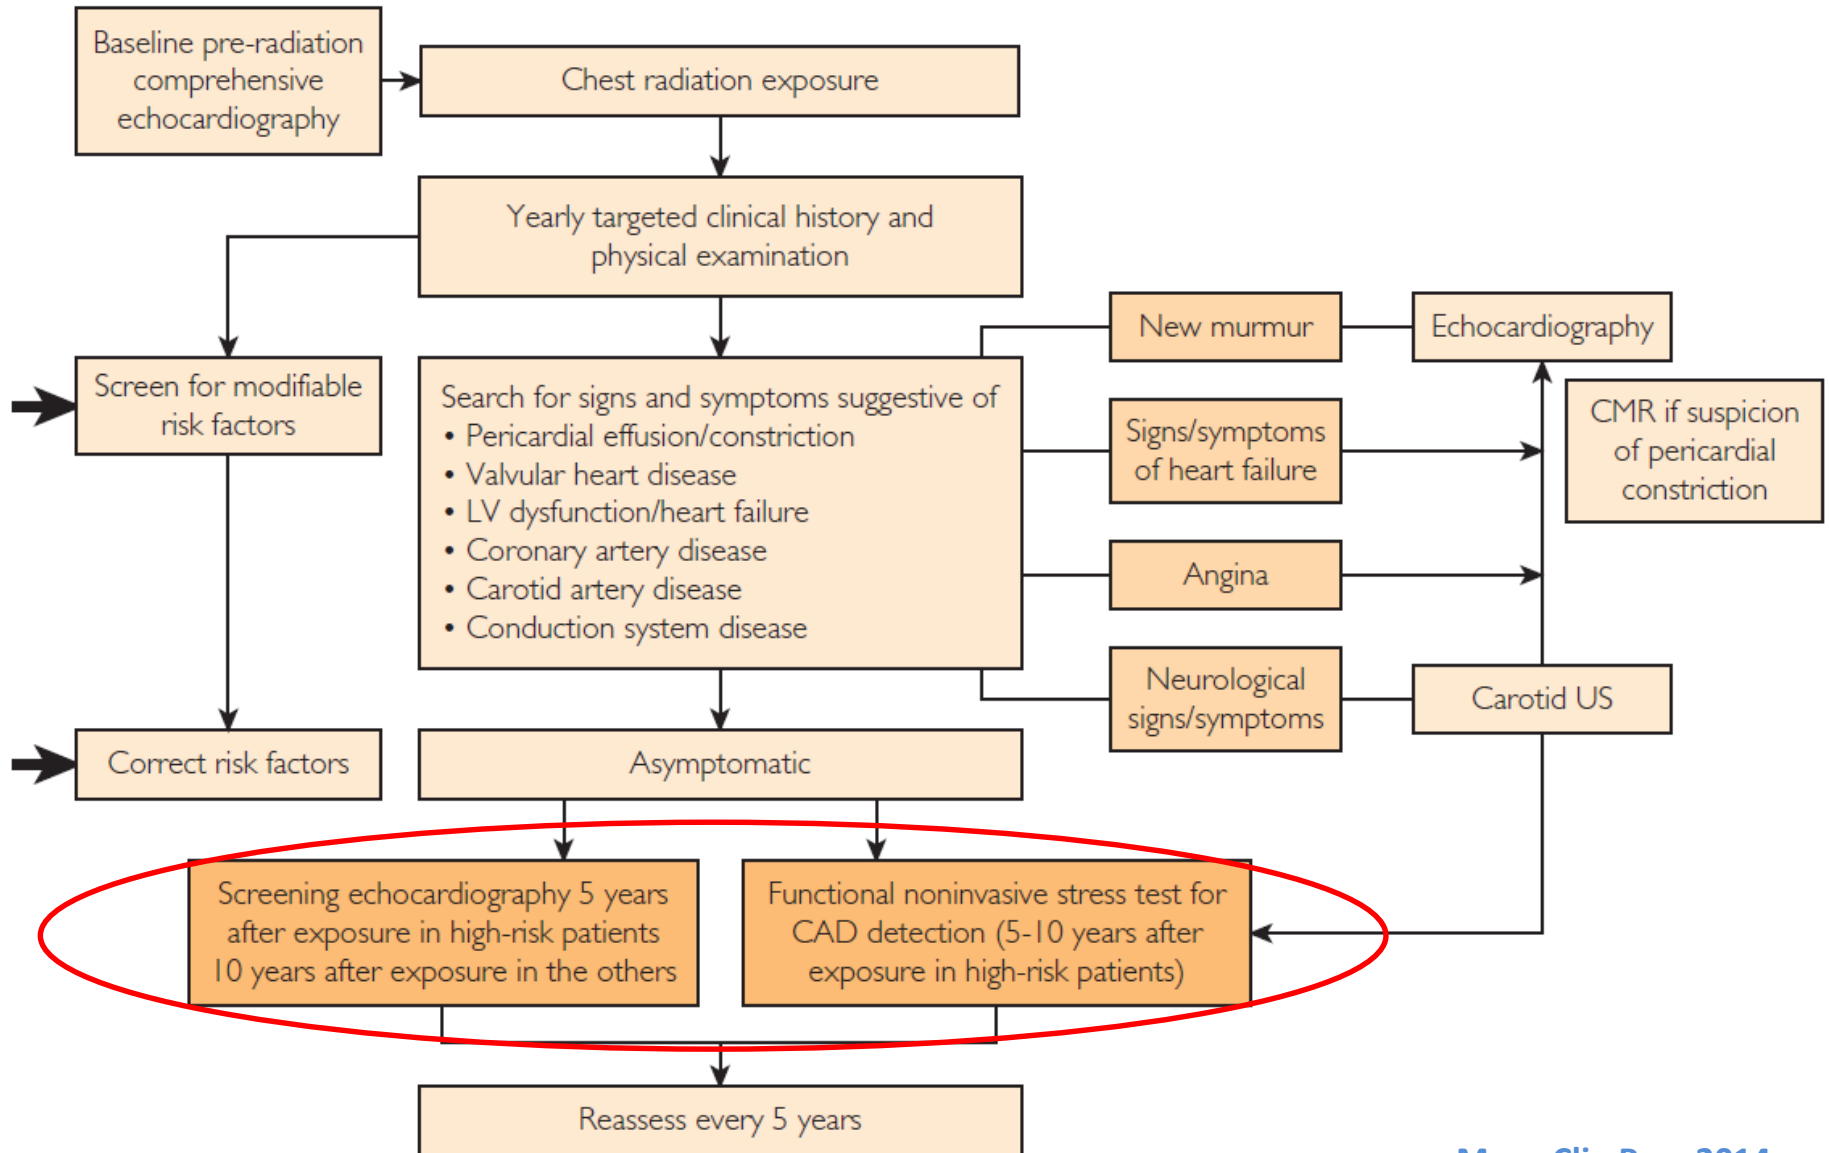 Baseline pre-radiation
comprehensive
echocardiography
Chest radiation exposure
Yearly targeted clinical history and
physical examination
Screen for modifiable
risk factors
Search for signs and symptoms suggestive of
• Pericardial effusion/constriction
• Valvular heart disease
• LV dysfunction/heart failure
• Coronary artery disease
• Carotid artery disease
• Conduction system disease
New murmur
Echocardiography
Signs/symptoms
of heart failure
CMR if suspicion
of pericardial
constriction
Angina
Neurological
signs/symptoms
Carotid US
Correct risk factors
Asymptomatic
Screening echocardiography 5 years
after exposure in high-risk patients
10 years after exposure in the others
Functional noninvasive stress test for
CAD detection (5-10 years after
exposure in high-risk patients)
Reassess every 5 years
2014